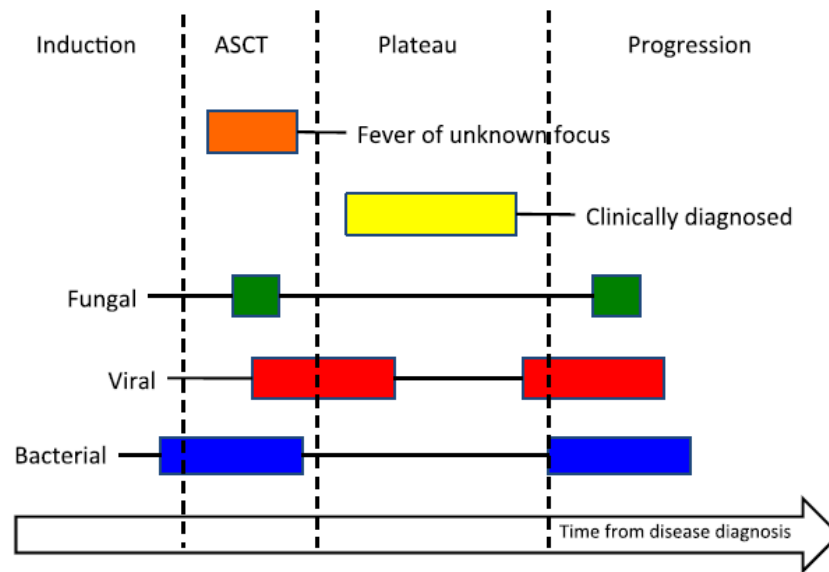 Induction
ASCT
Plateau
Progression
Fever of unknown focus
Clinically diagnosed
Fungal
Viral
Bacterial
Time from disease diagnosis